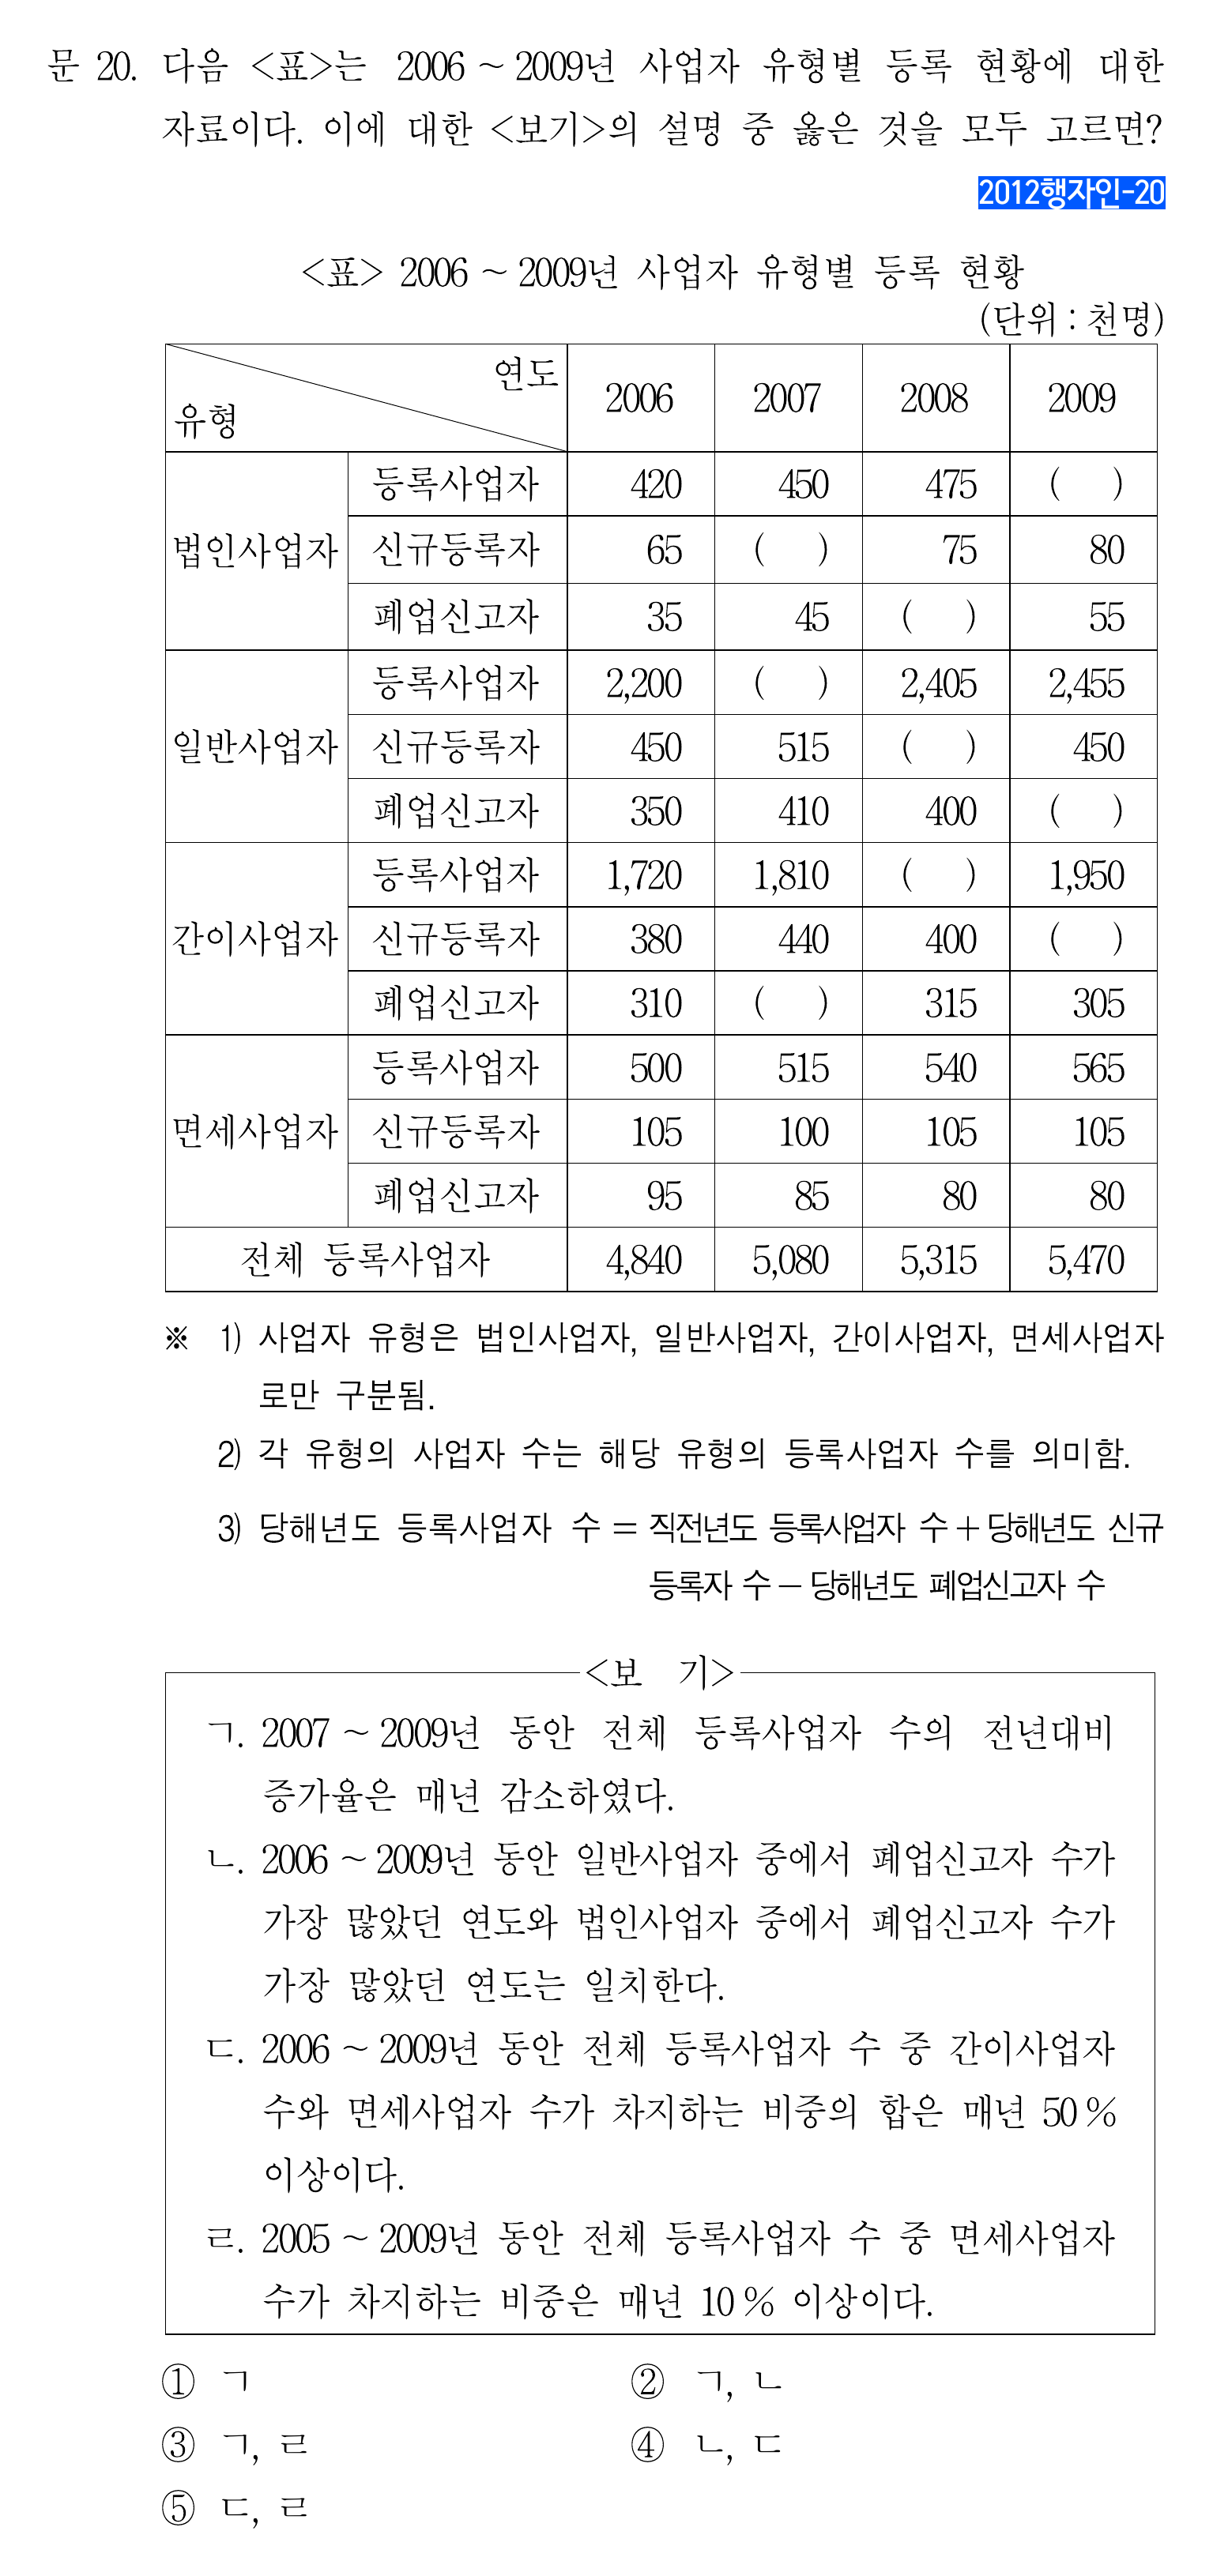 문 20. 다음 <표>는 2006 ~ 2009년 사업자 유형별 등록 현황에 대한
자료이다. 이에 대한 <보기>의 설명 중 옳은 것을 모두 고르면?
2012행자인-20
<표> 2006 ~ 2009년 사업자 유형별 등록 현황
(단위 : 천명)
유형 연도 2006 2007 2008 2009
법인사업자 등록사업자 420 450 475 ( )
신규등록자 65 ( ) 75 80
폐업신고자 35 45 ( ) 55
일반사업자 등록사업자 2,200 ( ) 2,405 2,455
신규등록자 450 515 ( ) 450
폐업신고자 350 410 400 ( )
간이사업자 등록사업자 1,720 1,810 ( ) 1,950
신규등록자 380 440 400 ( )
폐업신고자 310 ( ) 315 305
면세사업자 등록사업자 500 515 540 565
신규등록자 105 100 105 105
폐업신고자 95 85 80 80
전체 등록사업자 4,840 5,080 5,315 5,470
※ 1) 사업자 유형은 법인사업자, 일반사업자, 간이사업자, 면세사업자
로만 구분됨.
2) 각 유형의 사업자 수는 해당 유형의 등록사업자 수를 의미함.
3) 당해년도 등록사업자 수 = 직전년도 등록사업자 수 + 당해년도 신규
등록자 수 - 당해년도 폐업신고자 수
<보 기>
ㄱ. 2007 ~ 2009년 동안 전체 등록사업자 수의 전년대비
증가율은 매년 감소하였다.
ㄴ. 2006 ~ 2009년 동안 일반사업자 중에서 폐업신고자 수가
가장 많았던 연도와 법인사업자 중에서 폐업신고자 수가
가장 많았던 연도는 일치한다.
ㄷ. 2006 ~ 2009년 동안 전체 등록사업자 수 중 간이사업자
수와 면세사업자 수가 차지하는 비중의 합은 매년 50 %
이상이다.
ㄹ. 2005 ~ 2009년 동안 전체 등록사업자 수 중 면세사업자
수가 차지하는 비중은 매년 10 % 이상이다.
① ㄱ ② ㄱ, ㄴ
③ ㄱ, ㄹ ④ ㄴ, ㄷ
⑤ ㄷ, ㄹ